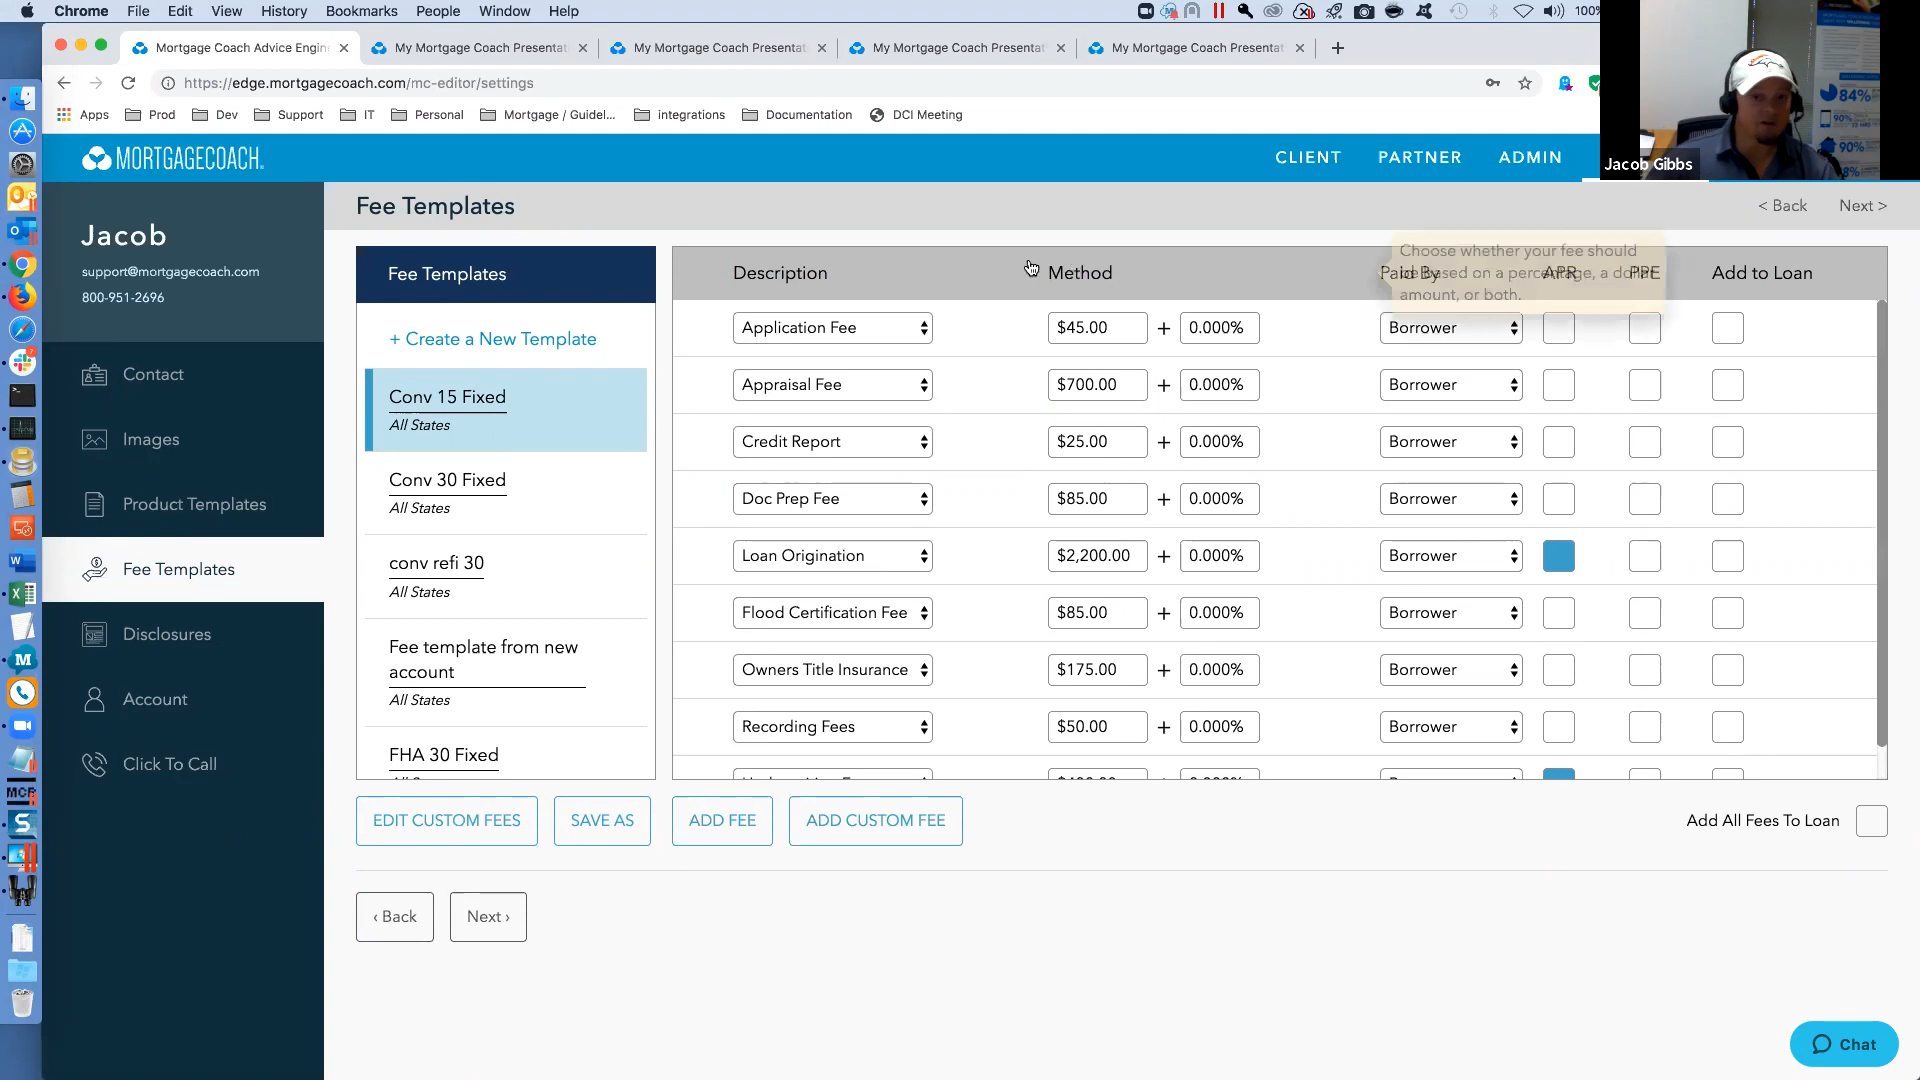 Chrome File Edit View History Bookmarks People Window Help 100%
Mortgage Coach Advice Engin My Mortgage Coach Presentat My Mortgage Coach Presentat My Mortgage Coach Presentat My Mortgage Coach Presentat
https://edge.mortgagecoach.com/mc-editor/settings
Apps Prod Dev Support IT Personal Mortgage / Guidel... integrations Documentation DCI Meeting
84%
90%
90%
Jacob Gibbs
MORTGAGECOACH
CLIENT PARTNER ADMIN
Jacob
support@mortgagecoach.com
800-951-2696
Contact
Images
Product Templates
Fee Templates
Disclosures
Account
Click To Call
Fee Templates
< Back Next >
Fee Templates
+ Create a New Template
Conv 15 Fixed
All States
Conv 30 Fixed
All States
conv refi 30
All States
Fee template from new
account
All States
FHA 30 Fixed
Description Method Paid By APR PPE Add to Loan
Choose whether your fee should
be based on a percentage, a dollar
amount, or both.
Application Fee $45.00 + 0.000% Borrower
Appraisal Fee $700.00 + 0.000% Borrower
Credit Report $25.00 + 0.000% Borrower
Doc Prep Fee $85.00 + 0.000% Borrower
Loan Origination $2,200.00 + 0.000% Borrower
Flood Certification Fee $85.00 + 0.000% Borrower
Owners Title Insurance $175.00 + 0.000% Borrower
Recording Fees $50.00 + 0.000% Borrower
EDIT CUSTOM FEES SAVE AS ADD FEE ADD CUSTOM FEE Add All Fees To Loan
‹ Back Next ›
Chat